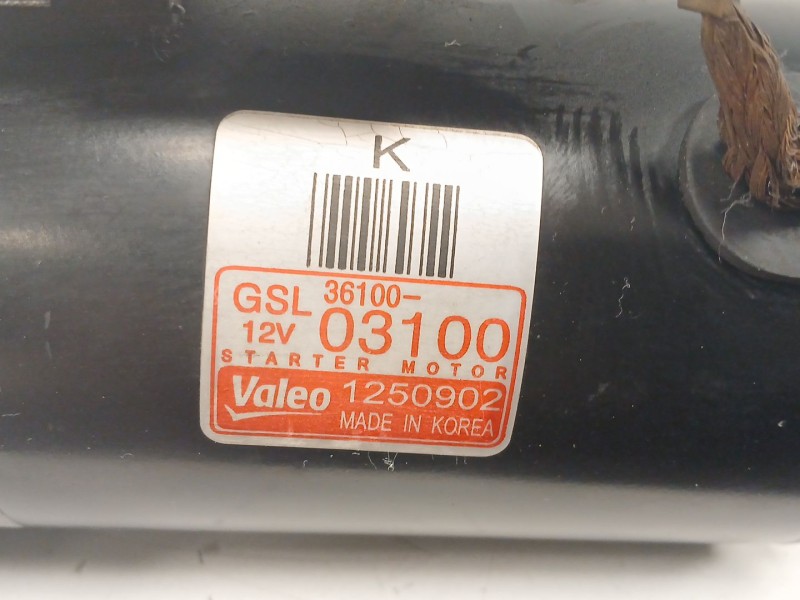 K
GSL 36100-
12V 03100
STARTER MOTOR
Valeo 1250902
MADE IN KOREA